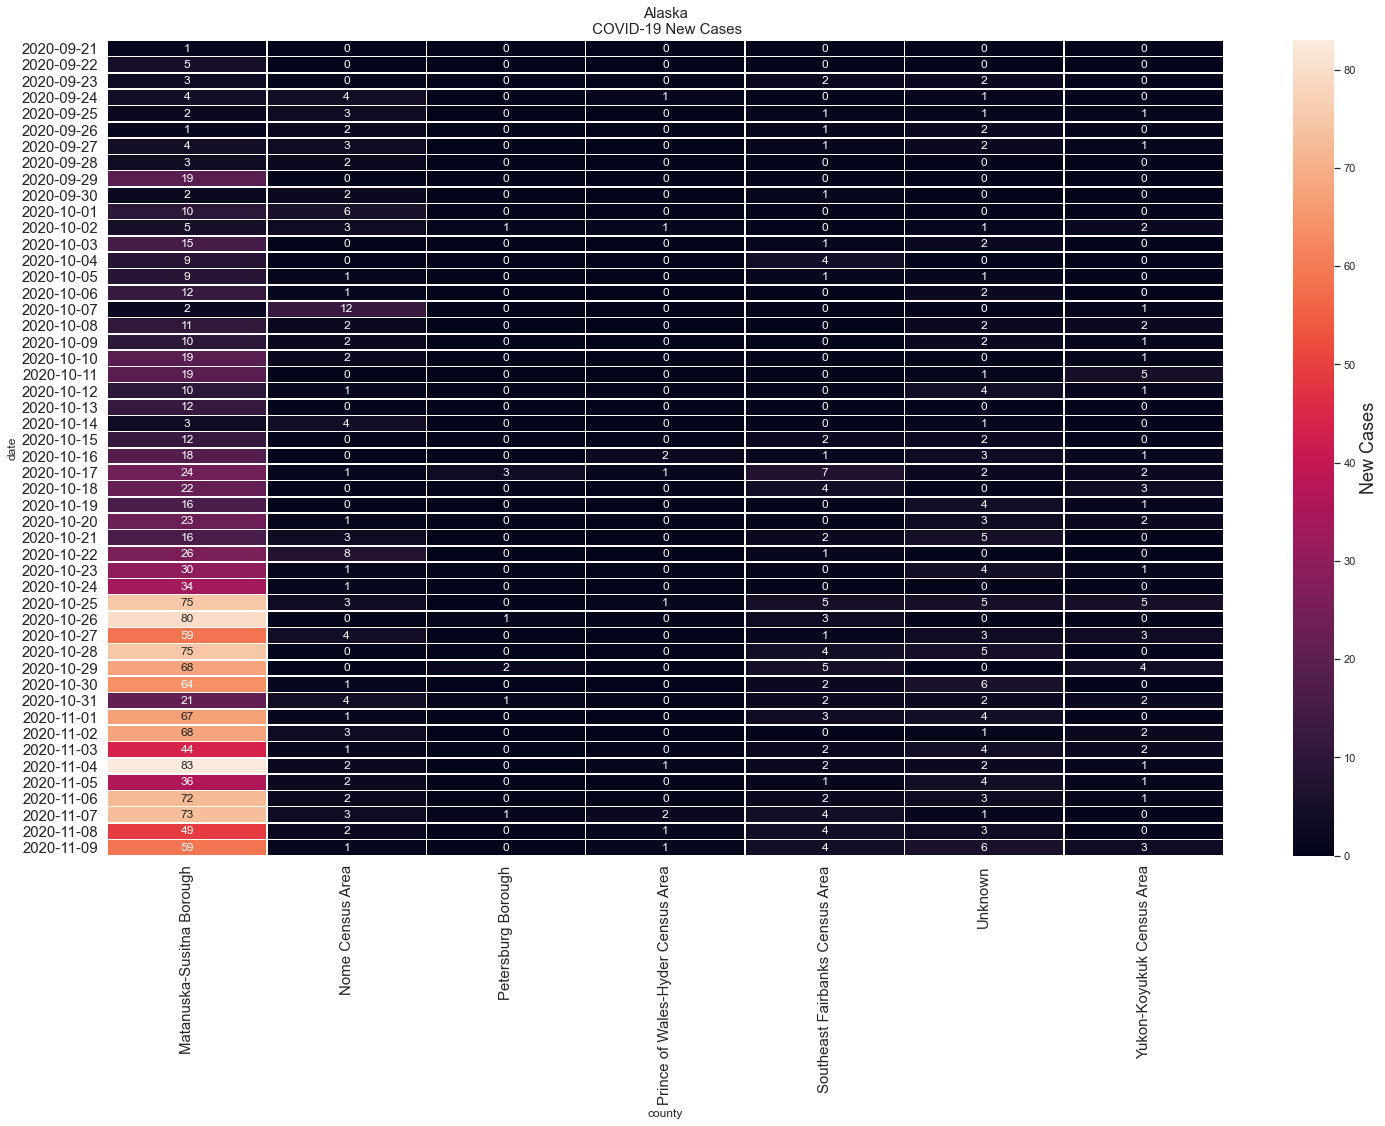 Alaska
COVID-19 New Cases
2020-09-21 1 0 0 0 0 0 0
2020-09-22 5 0 0 0 0 0 0
2020-09-23 3 0 0 0 2 2 0
2020-09-24 4 4 0 1 0 1 0
2020-09-25 2 3 0 0 1 1 1
2020-09-26 1 2 0 0 1 2 0
2020-09-27 4 3 0 0 1 2 1
2020-09-28 3 2 0 0 0 0 0
2020-09-29 19 0 0 0 0 0 0
2020-09-30 2 2 0 0 1 0 0
2020-10-01 10 6 0 0 0 0 0
2020-10-02 5 3 1 1 0 1 2
2020-10-03 15 0 0 0 1 2 0
2020-10-04 9 0 0 0 4 0 0
2020-10-05 9 1 0 0 1 1 0
2020-10-06 12 1 0 0 0 2 0
2020-10-07 2 12 0 0 0 0 1
2020-10-08 11 2 0 0 0 2 2
2020-10-09 10 2 0 0 0 2 1
2020-10-10 19 2 0 0 0 0 1
2020-10-11 19 0 0 0 0 1 5
2020-10-12 10 1 0 0 0 4 1
2020-10-13 12 0 0 0 0 0 0
2020-10-14 3 4 0 0 0 1 0
2020-10-15 12 0 0 0 2 2 0
2020-10-16 18 0 0 2 1 3 1
2020-10-17 24 1 3 1 7 2 2
2020-10-18 22 0 0 0 4 0 3
2020-10-19 16 0 0 0 0 4 1
2020-10-20 23 1 0 0 0 3 2
2020-10-21 16 3 0 0 2 5 0
2020-10-22 26 8 0 0 1 0 0
2020-10-23 30 1 0 0 0 4 1
2020-10-24 34 1 0 0 0 0 0
2020-10-25 75 3 0 1 5 5 5
2020-10-26 80 0 1 0 3 0 0
2020-10-27 59 4 0 0 1 3 3
2020-10-28 75 0 0 0 4 5 0
2020-10-29 68 0 2 0 5 0 4
2020-10-30 64 1 0 0 2 6 0
2020-10-31 21 4 1 0 2 2 2
2020-11-01 67 1 0 0 3 4 0
2020-11-02 68 3 0 0 0 1 2
2020-11-03 44 1 0 0 2 4 2
2020-11-04 83 2 0 1 2 2 1
2020-11-05 36 2 0 0 1 4 1
2020-11-06 72 2 0 0 2 3 1
2020-11-07 73 3 1 2 4 1 0
2020-11-08 49 2 0 1 4 3 0
2020-11-09 59 1 0 1 4 6 3
date
Matanuska-Susitna Borough
Nome Census Area
Petersburg Borough
Prince of Wales-Hyder Census Area
Southeast Fairbanks Census Area
Unknown
Yukon-Koyukuk Census Area
county
80
70
60
50
40
30
20
10
0
New Cases